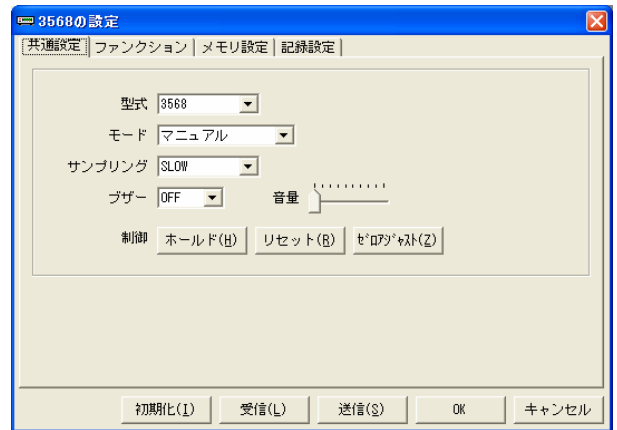 3568の設定
共通設定 ファンクション メモリ設定 記録設定
型式 3568
モード マニュアル
サンプリング SLOW
ブザー OFF 音量
制御 ホールド(H) リセット(R) ｾﾞﾛｱｼﾞｬｽﾄ(Z)
初期化(I) 受信(L) 送信(S) OK キャンセル